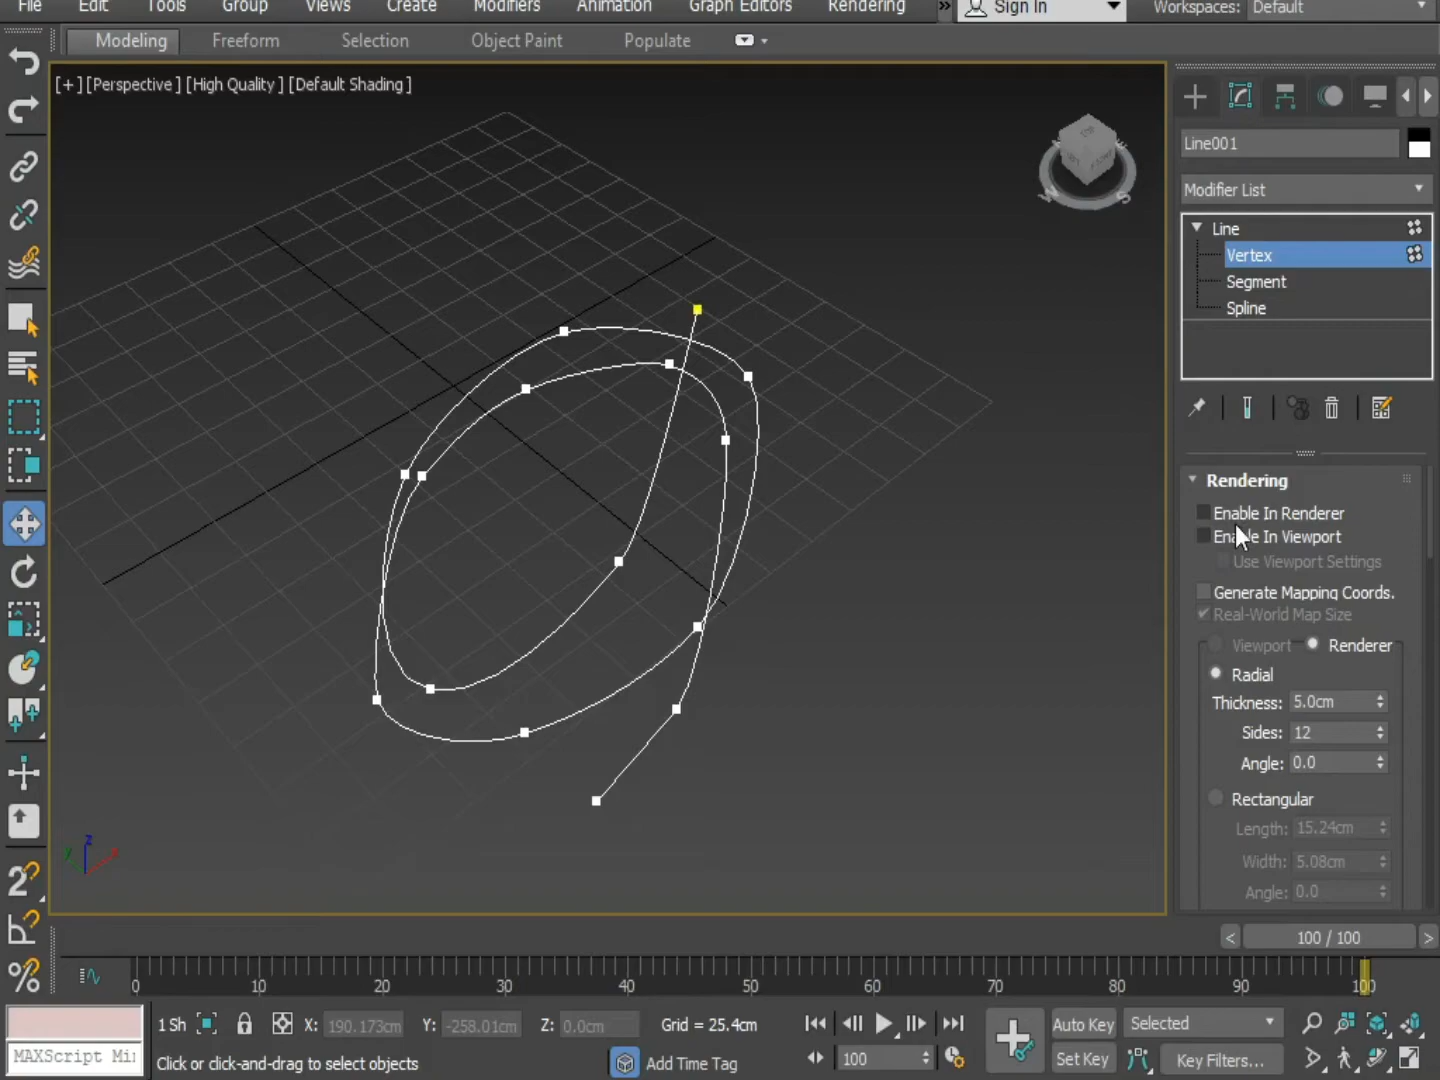 File Edit Tools Group Views Create Modifiers Animation Graph Editors Rendering » Sign In Workspaces: Default
Modeling Freeform Selection Object Paint Populate
[+] [Perspective ] [High Quality ] [Default Shading ]
Line001
Modifier List
Line
Vertex
Segment
Spline
Rendering
Enable In Renderer
Enable In Viewport
Use Viewport Settings
Generate Mapping Coords.
Real-World Map Size
Viewport Renderer
Radial
Thickness: 5.0cm
Sides: 12
Angle: 0.0
Rectangular
Length: 15.24cm
Width: 5.08cm
Angle: 0.0
z
< 100 / 100 >
0 10 20 30 40 50 60 70 80 90 100
1 Sh X: 190.173cm Y: -258.01cm Z: 0.0cm Grid = 25.4cm Auto Key Selected
MAXScript Mi
Click or click-and-drag to select objects Add Time Tag 100 Set Key Key Filters...